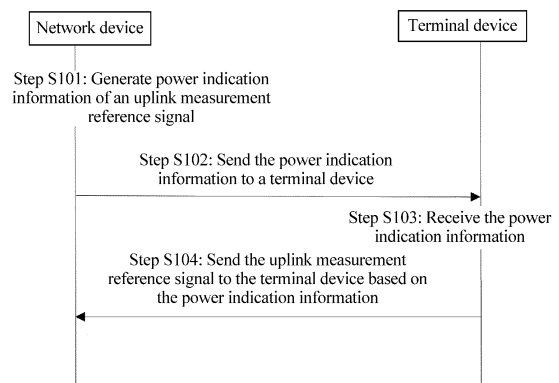 Network device
Terminal device
Step S101: Generate power indication
information of an uplink measurement
reference signal
Step S102: Send the power indication
information to a terminal device
Step S103: Receive the power
indication information
Step S104: Send the uplink measurement
reference signal to the terminal device based on
the power indication information